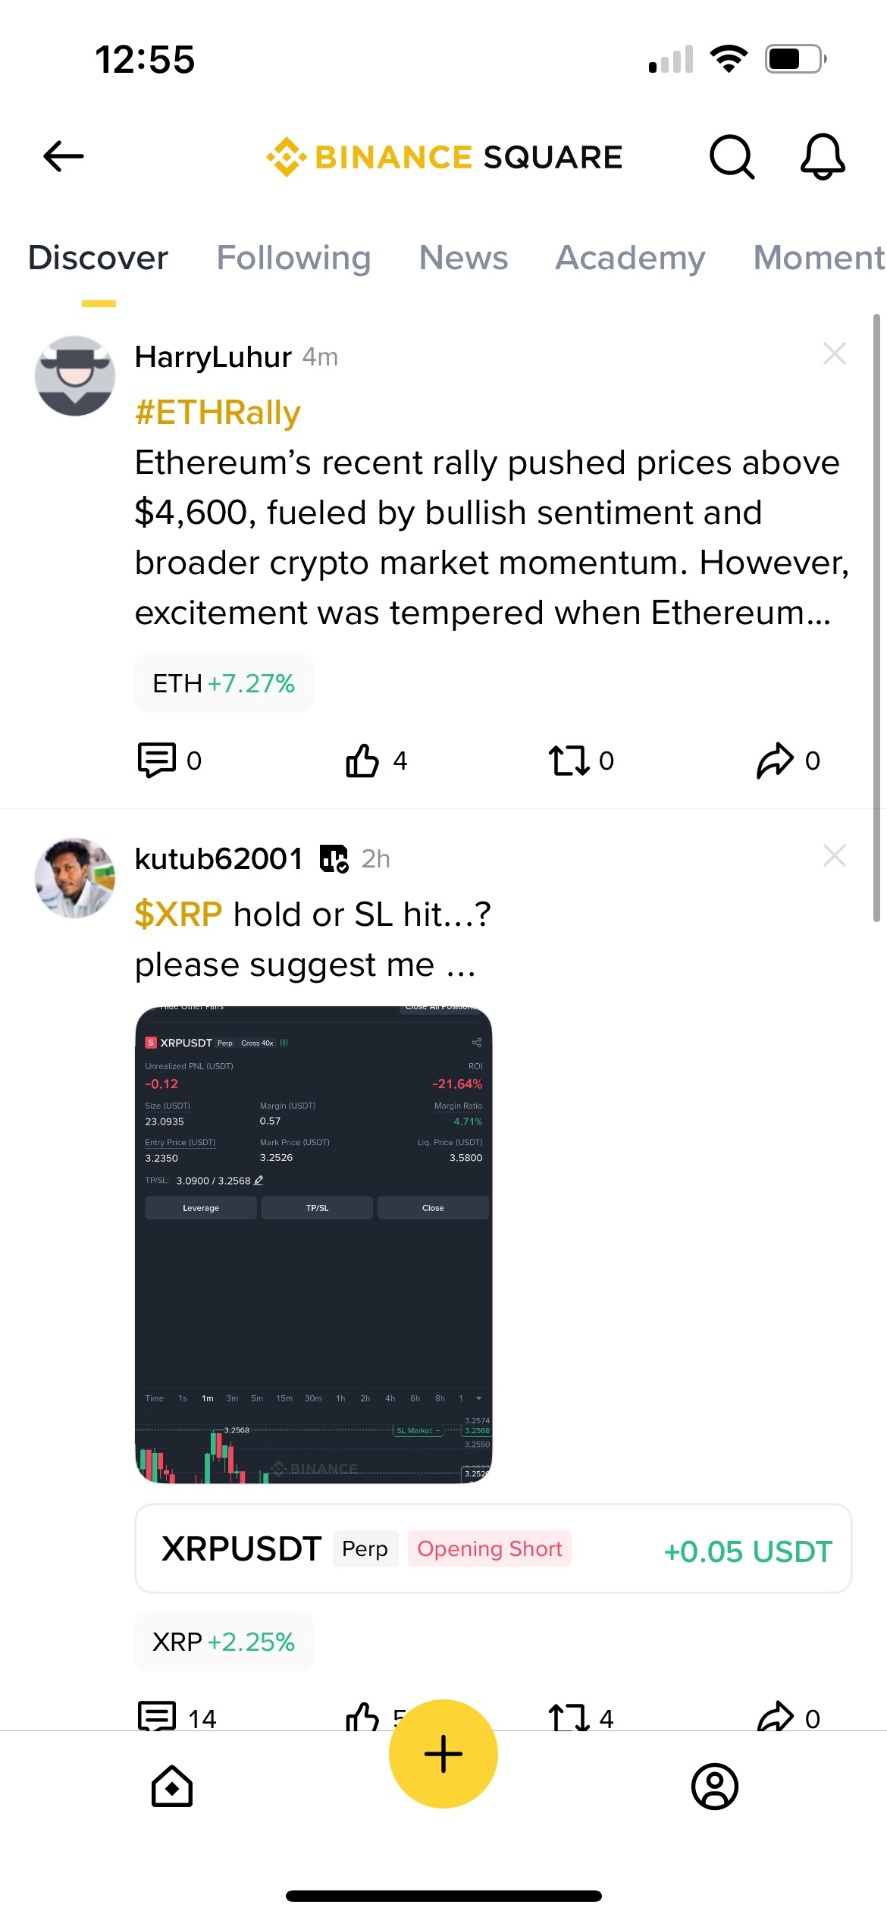 12:55
BINANCE SQUARE
Discover Following News Academy Moment
HarryLuhur 4m
#ETHRally
Ethereum’s recent rally pushed prices above
$4,600, fueled by bullish sentiment and
broader crypto market momentum. However,
excitement was tempered when Ethereum...
ETH +7.27%
0 4 0 0
kutub62001 2h
$XRP hold or SL hit...?
please suggest me ...
Hide Other Pairs Close All Positions
S XRPUSDT Perp Cross 40x
Unrealized PNL (USDT) ROI
-0.12 -21.64%
Size (USDT) Margin (USDT) Margin Ratio
23.0935 0.57 4.71%
Entry Price (USDT) Mark Price (USDT) Liq. Price (USDT)
3.2350 3.2526 3.5800
TP/SL: 3.0900 / 3.2568
Leverage TP/SL Close
Time 1s 1m 3m 5m 15m 30m 1h 2h 4h 6h 8h 1
3.2574
3.2568 SL Market 3.2568
3.2550
BINANCE 3.252
XRPUSDT Perp Opening Short +0.05 USDT
XRP +2.25%
14 5 4 0